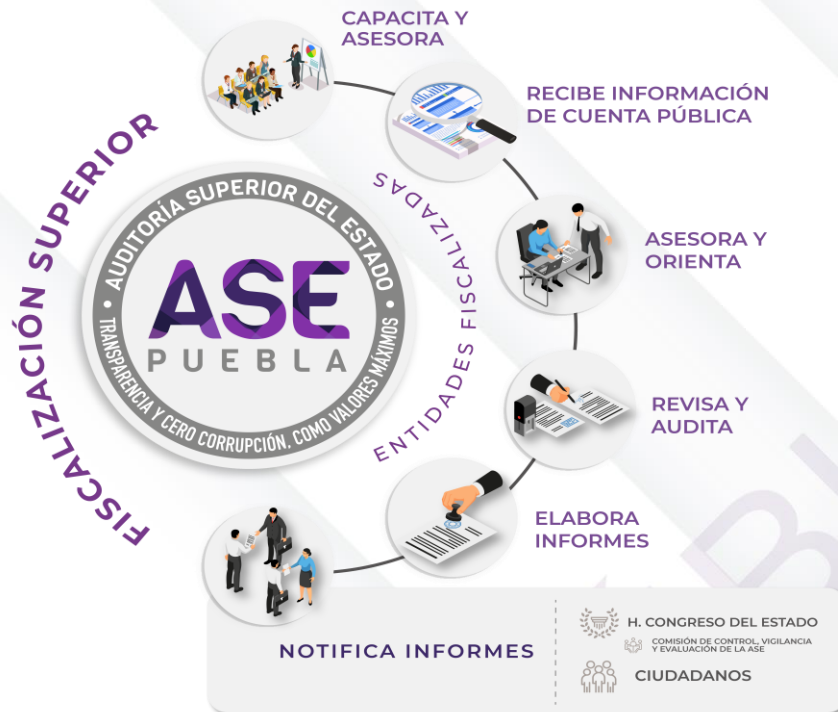 CAPACITA Y
ASESORA
RECIBE INFORMACIÓN
DE CUENTA PÚBLICA
FISCALIZACIÓN SUPERIOR
AUDITORÍA SUPERIOR DEL ESTADO
ASE
PUEBLA
TRANSPARENCIA Y CERO CORRUPCIÓN, COMO VALORES MÁXIMOS
ENTIDADES FISCALIZADAS
ASESORA Y
ORIENTA
REVISA Y
AUDITA
ELABORA
INFORMES
NOTIFICA INFORMES
H. CONGRESO DEL ESTADO
COMISIÓN DE CONTROL, VIGILANCIA
Y EVALUACIÓN DE LA ASE
CIUDADANOS